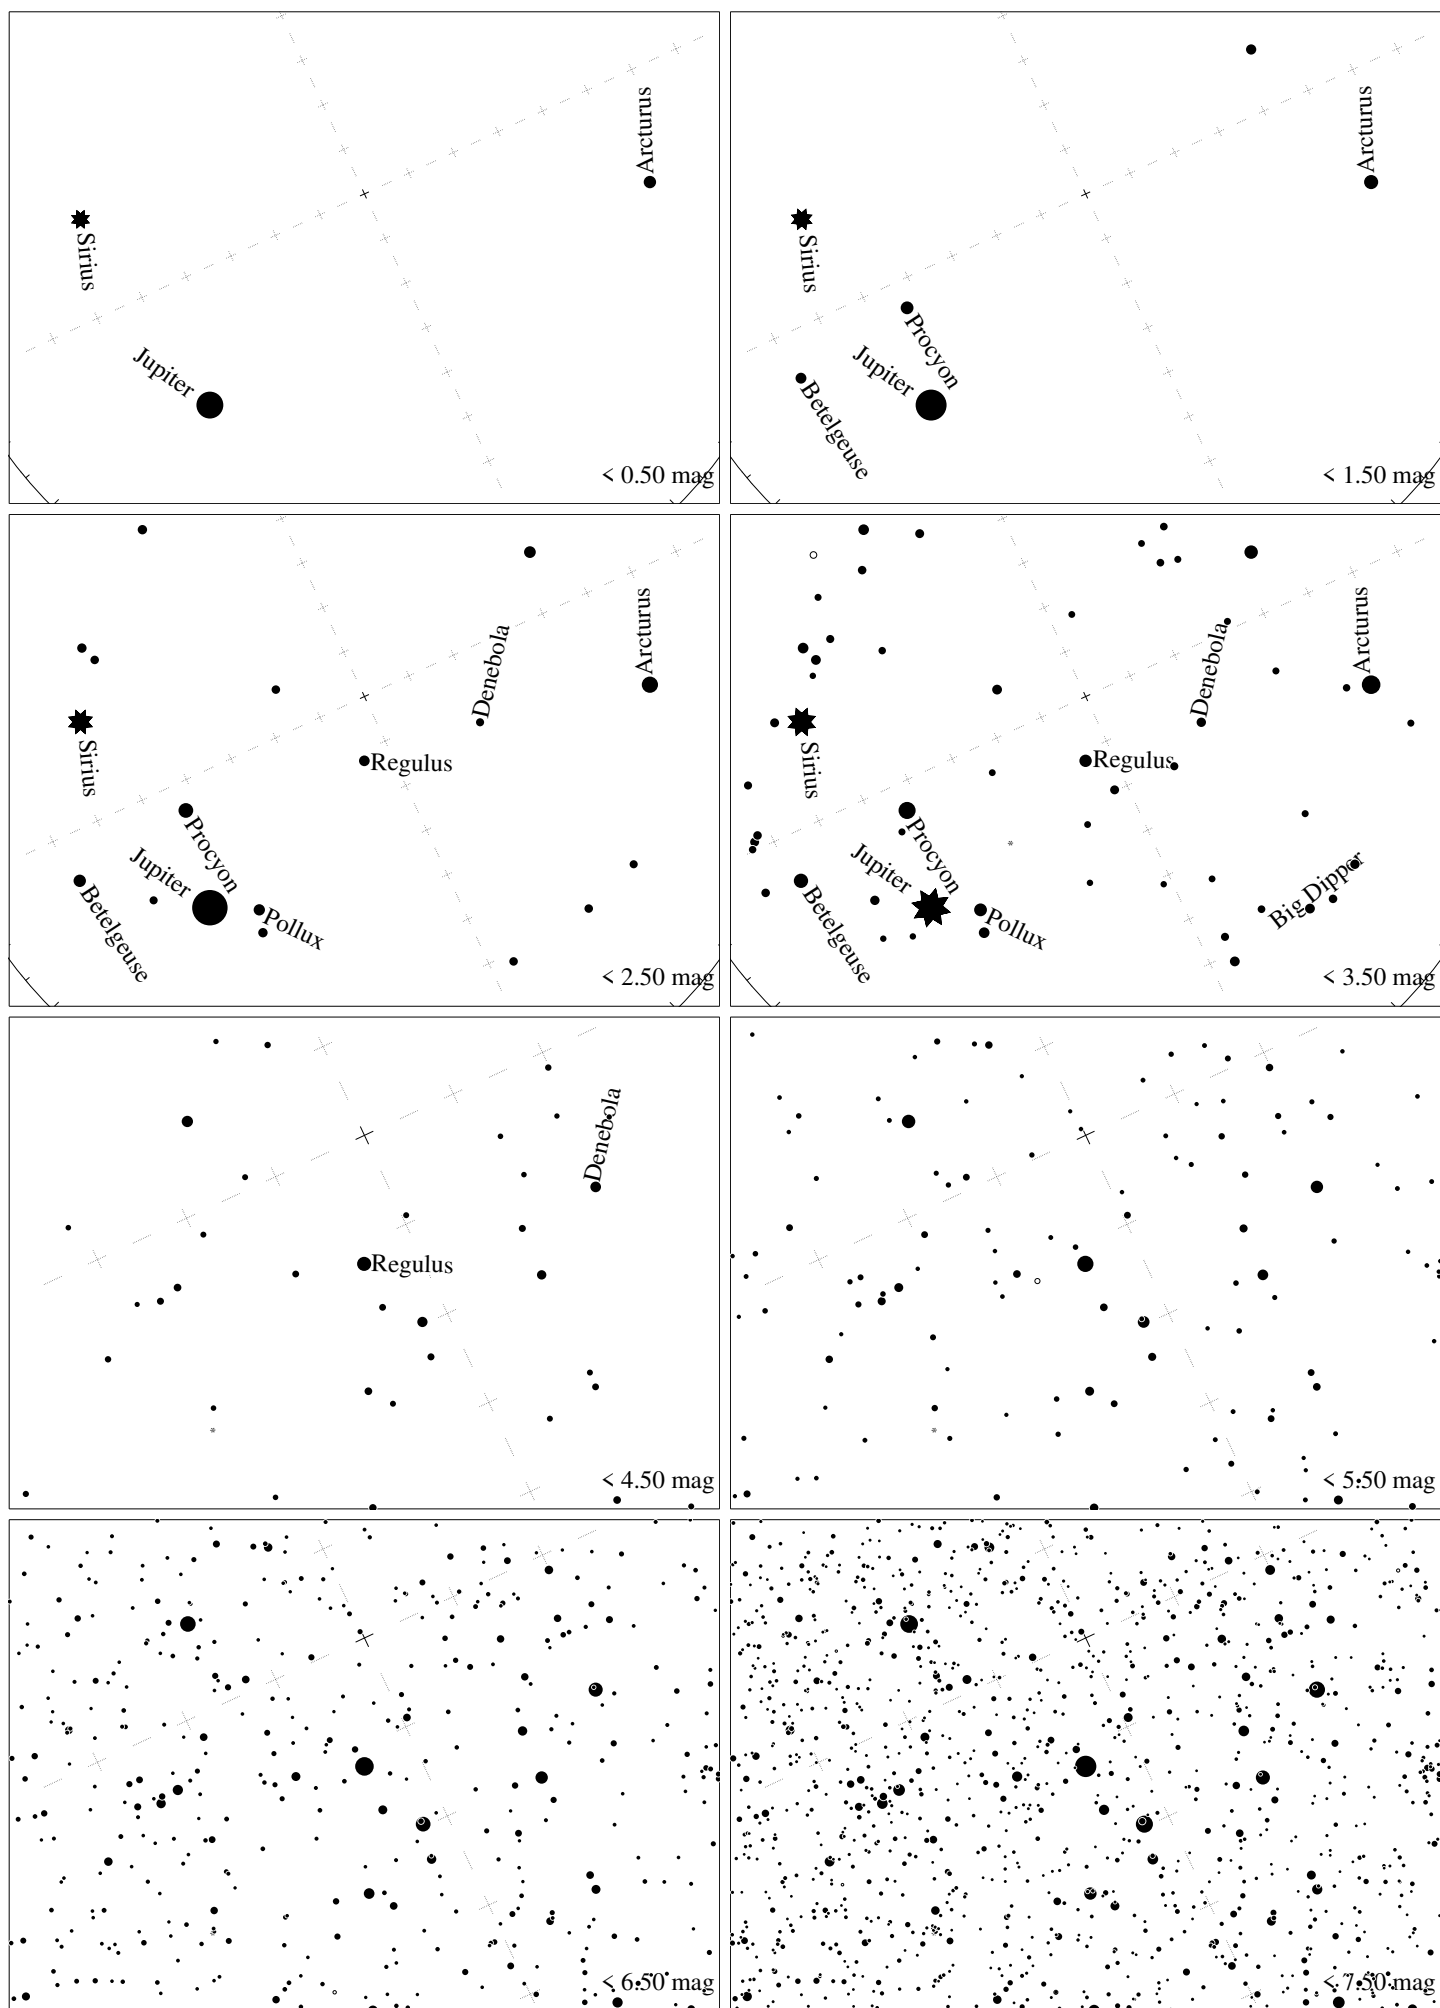 Arcturus
Sirius
Jupiter
< 0.50 mag
Arcturus
Sirius
Procyon
Jupiter
Betelgeuse
< 1.50 mag
Arcturus
Denebola
Sirius
Regulus
Procyon
Jupiter
Betelgeuse
Pollux
< 2.50 mag
Arcturus
Denebola
Sirius
Regulus
Procyon
Jupiter
Betelgeuse
Pollux
Big Dipper
< 3.50 mag
Denebola
Regulus
< 4.50 mag
< 5.50 mag
< 6.50 mag
< 7.50 mag